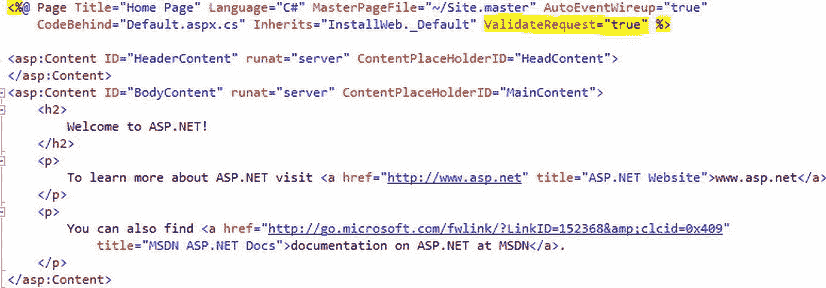 <%@ Page Title="Home Page" Language="C#" MasterPageFile="~/Site.master" AutoEventWireup="true"
CodeBehind="Default.aspx.cs" Inherits="InstallWeb._Default" ValidateRequest="true" %>
<asp:Content ID="HeaderContent" runat="server" ContentPlaceHolderID="HeadContent">
</asp:Content>
<asp:Content ID="BodyContent" runat="server" ContentPlaceHolderID="MainContent">
<h2>
Welcome to ASP.NET!
</h2>
<p>
To learn more about ASP.NET visit <a href="http://www.asp.net" title="ASP.NET Website">www.asp.net</a>
</p>
<p>
You can also find <a href="http://go.microsoft.com/fwlink/?LinkID=152368&amp;clcid=0x409"
title="MSDN ASP.NET Docs">documentation on ASP.NET at MSDN</a>.
</p>
</asp:Content>